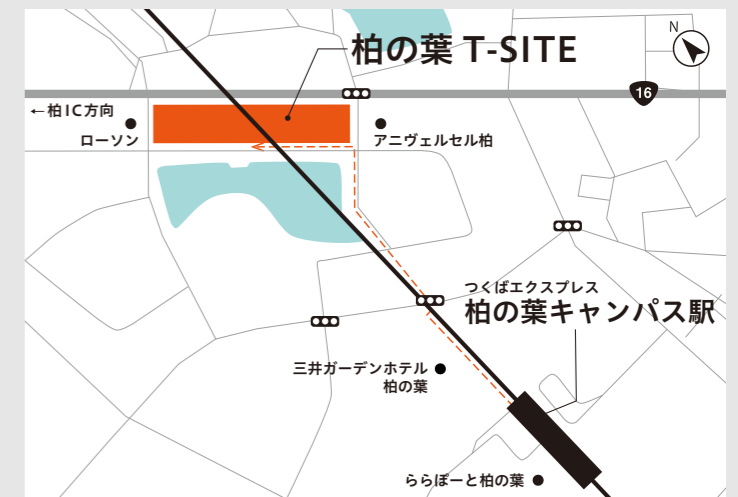 柏の葉 T-SITE
N
16
←柏IC方向
ローソン
アニヴェルセル柏
つくばエクスプレス
柏の葉キャンパス駅
三井ガーデンホテル
柏の葉
ららぽーと柏の葉